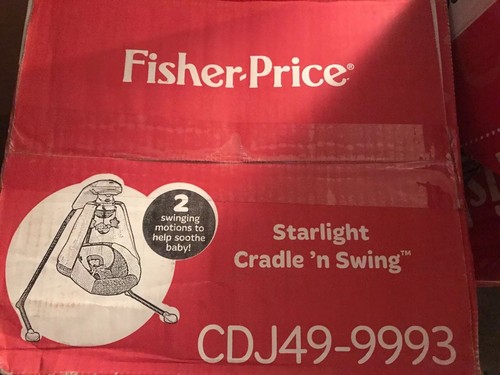 Fisher-Price®
2
swinging
motions to
help soothe
baby!
Starlight
Cradle 'n Swing™
CDJ49-9993